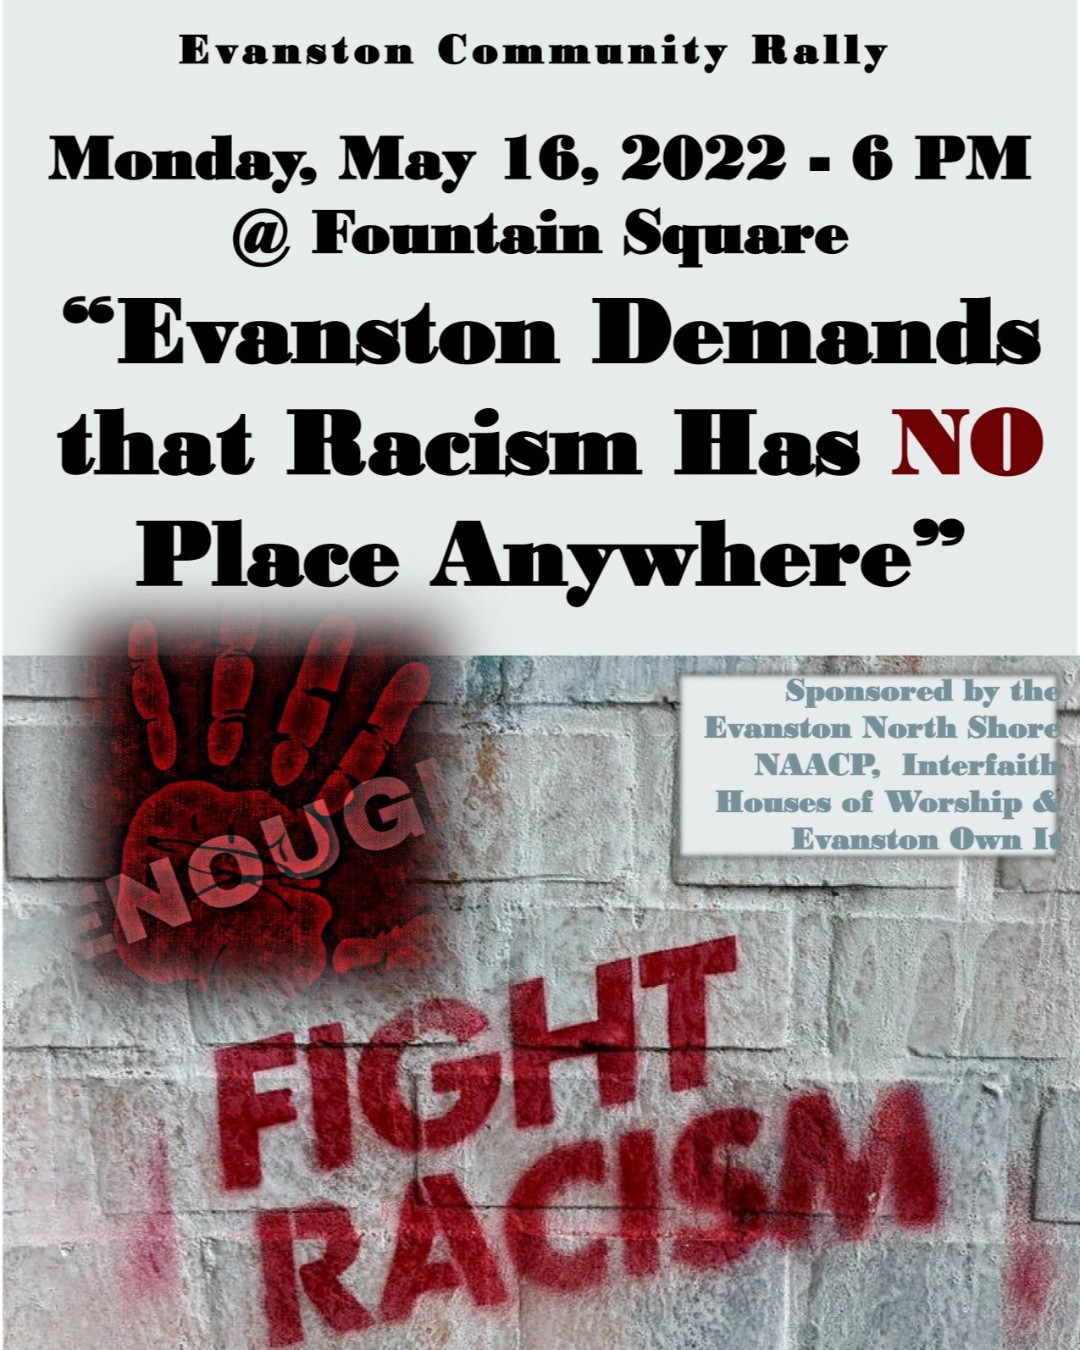 Evanston Community Rally
Monday, May 16, 2022 - 6 PM
@ Fountain Square
“Evanston Demands
that Racism Has NO
Place Anywhere”
Sponsored by the
Evanston North Shore
NAACP, Interfaith
Houses of Worship &
Evanston Own It
ENOUGH
FIGHT
RACISM